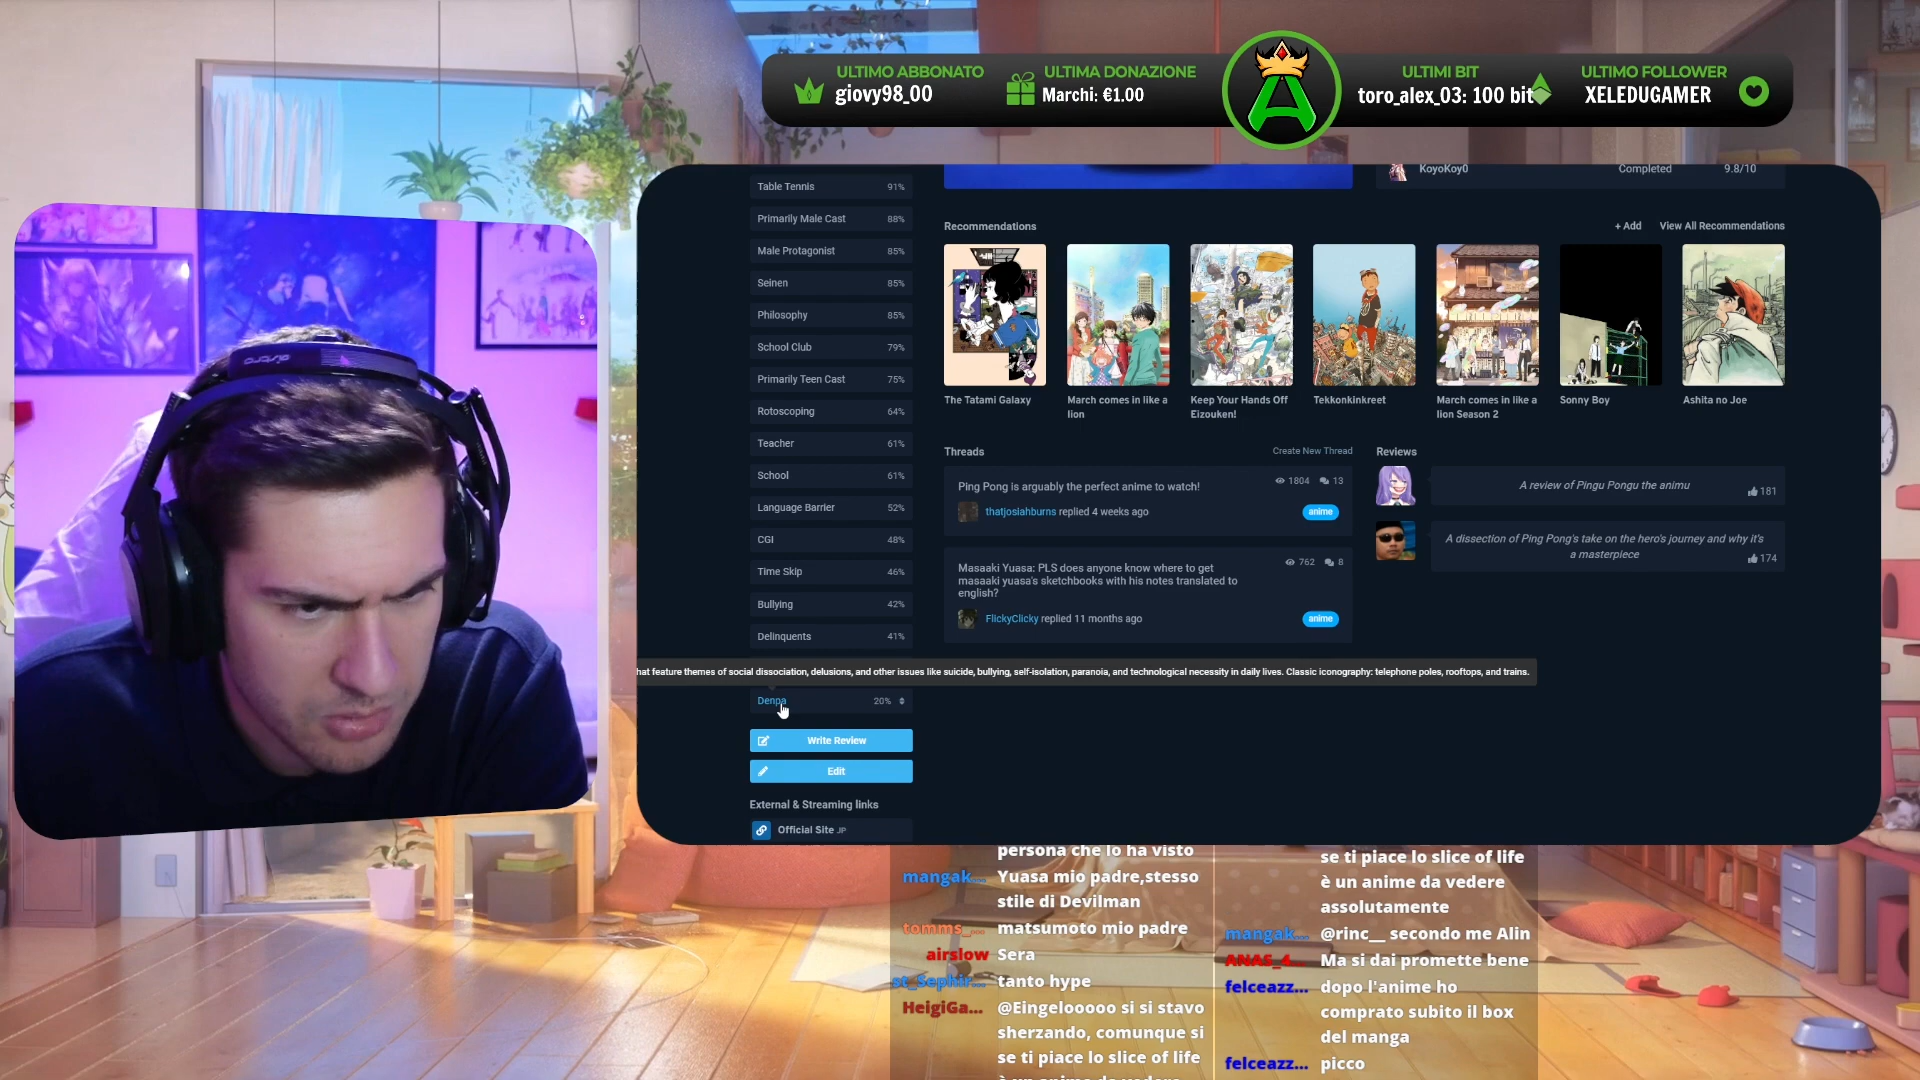 ULTIMO ABBONATO
giovy98_00
ULTIMA DONAZIONE
Marchi: €1.00
A
ULTIMI BIT
toro_alex_03: 100 bit
ULTIMO FOLLOWER
XELEDUGAMER
KoyoKoy0 Completed 9.8/10
Table Tennis 91%
Primarily Male Cast 88%
Male Protagonist 85%
Seinen 85%
Philosophy 85%
School Club 79%
Primarily Teen Cast 75%
Rotoscoping 64%
Teacher 61%
School 61%
Language Barrier 52%
CGI 48%
Time Skip 46%
Bullying 42%
Delinquents 41%
hat feature themes of social dissociation, delusions, and other issues like suicide, bullying, self-isolation, paranoia, and technological necessity in daily lives. Classic iconography: telephone poles, rooftops, and trains.
Denpa 20%
Write Review
Edit
External & Streaming links
Official Site JP
Recommendations
+ Add View All Recommendations
The Tatami Galaxy
March comes in like a
lion
Keep Your Hands Off
Eizouken!
Tekkonkinkreet
March comes in like a
lion Season 2
Sonny Boy
Ashita no Joe
Threads Create New Thread
Ping Pong is arguably the perfect anime to watch! 1804 13
thatjosiahburns replied 4 weeks ago anime
Masaaki Yuasa: PLS does anyone know where to get 762 8
masaaki yuasa's sketchbooks with his notes translated to
english?
FlickyClicky replied 11 months ago anime
Reviews
A review of Pingu Pongu the animu
181
A dissection of Ping Pong's take on the hero's journey and why it's
a masterpiece
174
astro
persona che lo ha visto
mangak... Yuasa mio padre,stesso
stile di Devilman
tomms_... matsumoto mio padre
airslow Sera
st_Sephir... tanto hype
HeigiGa... @Eingelooooo si si stavo
sherzando, comunque si
se ti piace lo slice of life
è un anime da vedere
se ti piace lo slice of life
è un anime da vedere
assolutamente
mangak... @rinc__ secondo me Alin
ANAS_4... Ma si dai promette bene
felceazz... dopo l'anime ho
comprato subito il box
del manga
felceazz... picco